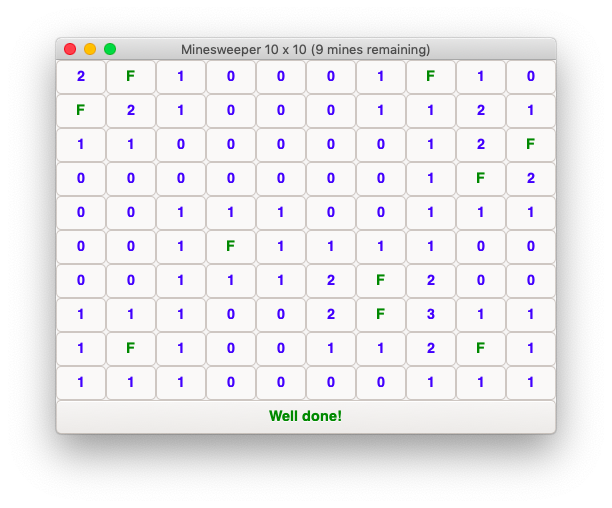 Minesweeper 10 x 10 (9 mines remaining)
2 F 1 0 0 0 1 F 1 0
F 2 1 0 0 0 1 1 2 1
1 1 0 0 0 0 0 1 2 F
0 0 0 0 0 0 0 1 F 2
0 0 1 1 1 0 0 1 1 1
0 0 1 F 1 1 1 1 0 0
0 0 1 1 1 2 F 2 0 0
1 1 1 0 0 2 F 3 1 1
1 F 1 0 0 1 1 2 F 1
1 1 1 0 0 0 0 1 1 1
Well done!